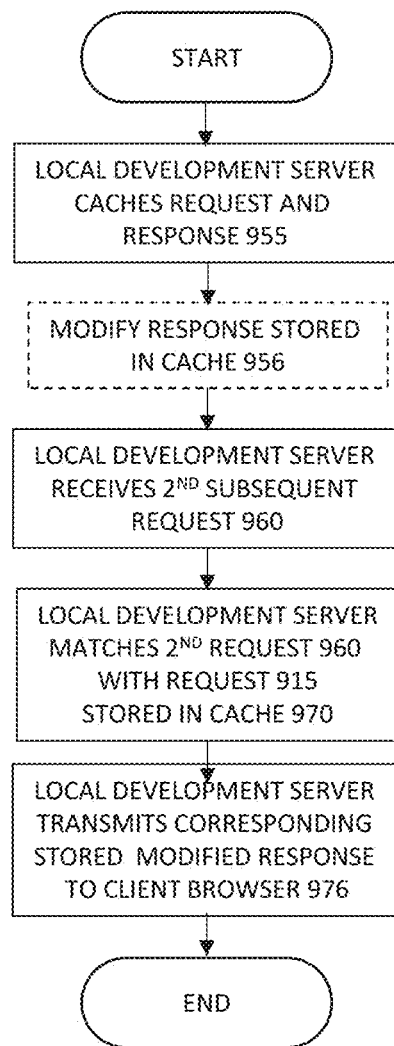 START
LOCAL DEVELOPMENT SERVER
CACHES REQUEST AND
RESPONSE 955
MODIFY RESPONSE STORED
IN CACHE 956
LOCAL DEVELOPMENT SERVER
RECEIVES 2ND SUBSEQUENT
REQUEST 960
LOCAL DEVELOPMENT SERVER
MATCHES 2ND REQUEST 960
WITH REQUEST 915
STORED IN CACHE 970
LOCAL DEVELOPMENT SERVER
TRANSMITS CORRESPONDING
STORED MODIFIED RESPONSE
TO CLIENT BROWSER 976
END